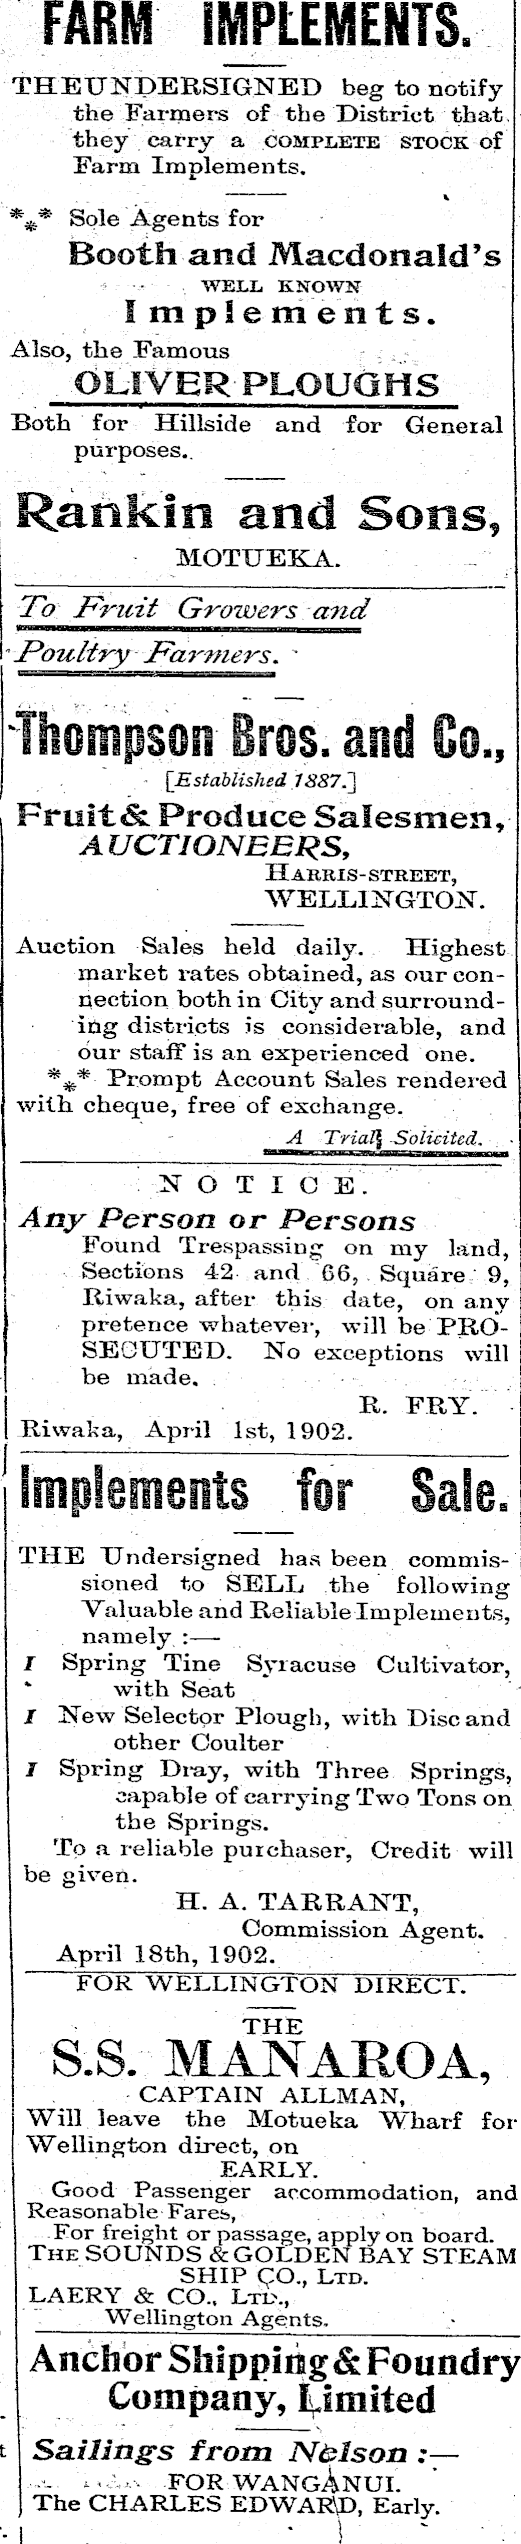 FARM IMPLEMENTS.
THE UNDERSIGNED beg to notify
the Farmers of the District that
they carry a COMPLETE STOCK of
Farm Implements.
*** Sole Agents for
Booth and Macdonald's
WELL KNOWN
Implements.
Also, the Famous
OLIVER PLOUGHS
Both for Hillside and for General
purposes.
Rankin and Sons,
MOTUEKA.
To Fruit Growers and
Poultry Farmers.
Thompson Bros. and Co.,
[Established 1887.]
Fruit & Produce Salesmen,
AUCTIONEERS,
HARRIS-STREET,
WELLINGTON.
Auction Sales held daily. Highest
market rates obtained, as our con-
nection both in City and surround-
ing districts is considerable, and
our staff is an experienced one.
*** Prompt Account Sales rendered
with cheque, free of exchange.
A Trial Solicited.
NOTICE.
Any Person or Persons
Found Trespassing on my land,
Sections 42 and 66, Square 9,
Riwaka, after this date, on any
pretence whatever, will be PRO-
SECUTED. No exceptions will
be made.
R. FRY.
Riwaka, April 1st, 1902.
Implements for Sale.
THE Undersigned has been commis-
sioned to SELL the following
Valuable and Reliable Implements,
namely :—
1 Spring Tine Syracuse Cultivator,
with Seat
1 New Selector Plough, with Disc and
other Coulter
1 Spring Dray, with Three Springs,
capable of carrying Two Tons on
the Springs.
To a reliable purchaser, Credit will
be given.
H. A. TARRANT,
Commission Agent.
April 18th, 1902.
FOR WELLINGTON DIRECT.
THE
S.S. MANAROA,
CAPTAIN ALLMAN,
Will leave the Motueka Wharf for
Wellington direct, on
EARLY.
Good Passenger accommodation, and
Reasonable Fares,
For freight or passage, apply on board.
THE SOUNDS & GOLDEN BAY STEAM
SHIP CO., LTD.
LAERY & CO., LTD.,
Wellington Agents.
Anchor Shipping & Foundry
Company, Limited
Sailings from Nelson :—
FOR WANGANUI.
The CHARLES EDWARD, Early.